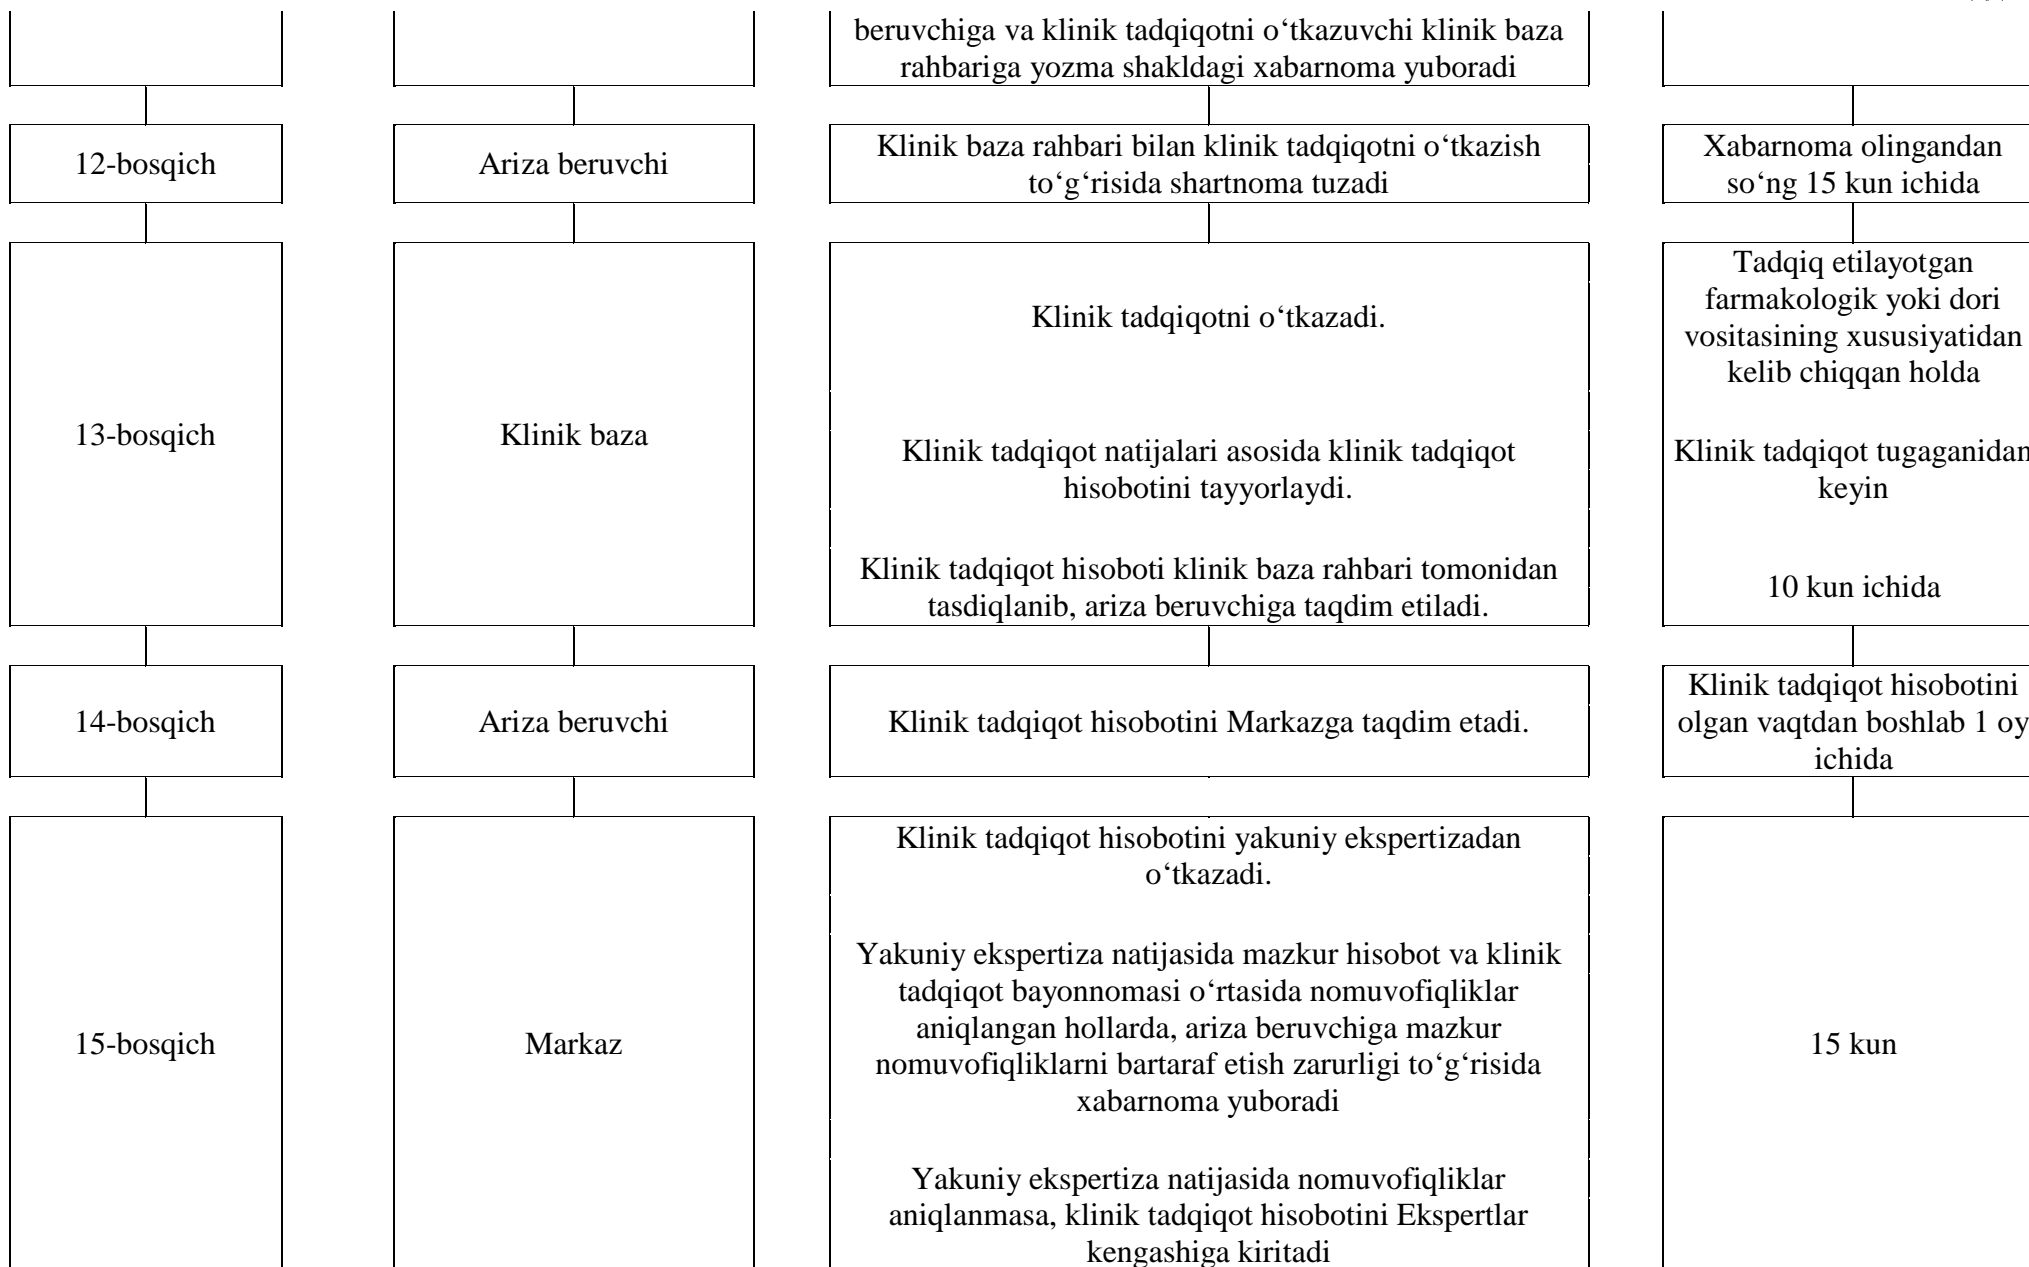 beruvchiga va klinik tadqiqotni o‘tkazuvchi klinik baza
rahbariga yozma shakldagi xabarnoma yuboradi
12-bosqich
Ariza beruvchi
Klinik baza rahbari bilan klinik tadqiqotni o‘tkazish
to‘g‘risida shartnoma tuzadi
Xabarnoma olingandan
so‘ng 15 kun ichida
13-bosqich
Klinik baza
Klinik tadqiqotni o‘tkazadi.
Klinik tadqiqot natijalari asosida klinik tadqiqot
hisobotini tayyorlaydi.
Klinik tadqiqot hisoboti klinik baza rahbari tomonidan
tasdiqlanib, ariza beruvchiga taqdim etiladi.
Tadqiq etilayotgan
farmakologik yoki dori
vositasining xususiyatidan
kelib chiqqan holda
Klinik tadqiqot tugaganidan
keyin
10 kun ichida
14-bosqich
Ariza beruvchi
Klinik tadqiqot hisobotini Markazga taqdim etadi.
Klinik tadqiqot hisobotini
olgan vaqtdan boshlab 1 oy
ichida
15-bosqich
Markaz
Klinik tadqiqot hisobotini yakuniy ekspertizadan
o‘tkazadi.
Yakuniy ekspertiza natijasida mazkur hisobot va klinik
tadqiqot bayonnomasi o‘rtasida nomuvofiqliklar
aniqlangan hollarda, ariza beruvchiga mazkur
nomuvofiqliklarni bartaraf etish zarurligi to‘g‘risida
xabarnoma yuboradi
Yakuniy ekspertiza natijasida nomuvofiqliklar
aniqlanmasa, klinik tadqiqot hisobotini Ekspertlar
kengashiga kiritadi
15 kun